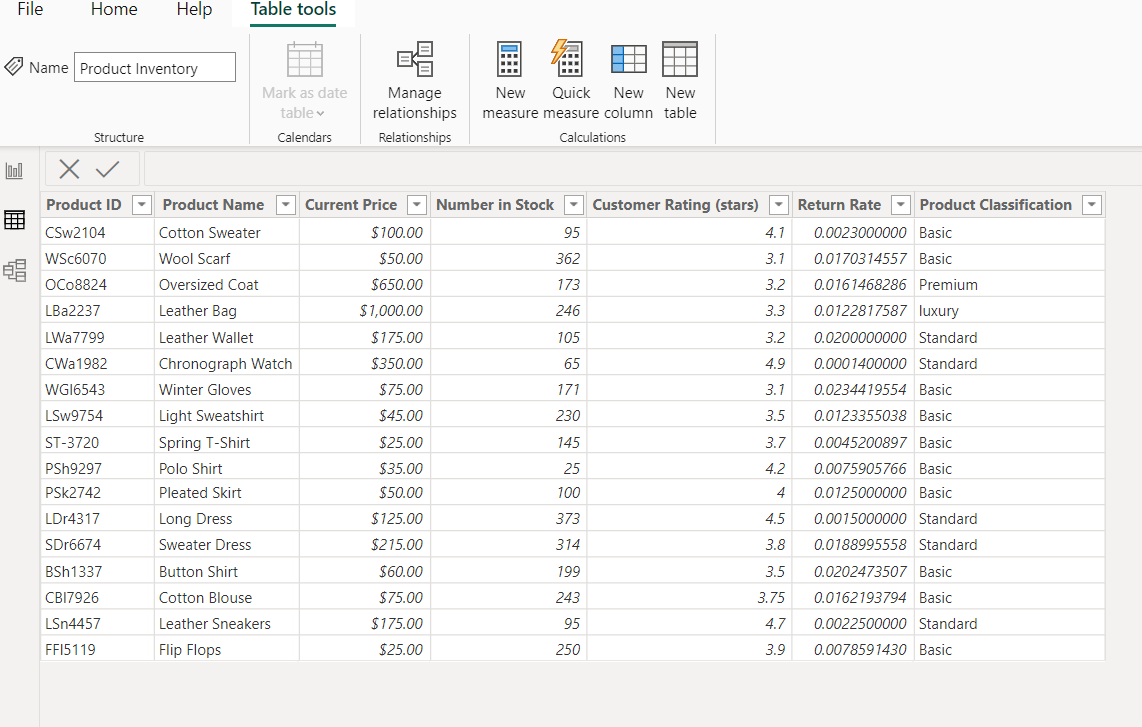 File Home Help Table tools
Name Product Inventory
Mark as date table
Manage relationships
New measure
Quick measure
New column
New table
Structure Calendars Relationships Calculations
Product ID Product Name Current Price Number in Stock Customer Rating (stars) Return Rate Product Classification
CSw2104 Cotton Sweater $100.00 95 4.1 0.0023000000 Basic
WSc6070 Wool Scarf $50.00 362 3.1 0.0170314557 Basic
OCo8824 Oversized Coat $650.00 173 3.2 0.0161468286 Premium
LBa2237 Leather Bag $1,000.00 246 3.3 0.0122817587 luxury
LWa7799 Leather Wallet $175.00 105 3.2 0.0200000000 Standard
CWa1982 Chronograph Watch $350.00 65 4.9 0.0001400000 Standard
WGl6543 Winter Gloves $75.00 171 3.1 0.0234419554 Basic
LSw9754 Light Sweatshirt $45.00 230 3.5 0.0123355038 Basic
ST-3720 Spring T-Shirt $25.00 145 3.7 0.0045200897 Basic
PSh9297 Polo Shirt $35.00 25 4.2 0.0075905766 Basic
PSk2742 Pleated Skirt $50.00 100 4 0.0125000000 Basic
LDr4317 Long Dress $125.00 373 4.5 0.0015000000 Standard
SDr6674 Sweater Dress $215.00 314 3.8 0.0188995558 Standard
BSh1337 Button Shirt $60.00 199 3.5 0.0202473507 Basic
CBl7926 Cotton Blouse $75.00 243 3.75 0.0162193794 Basic
LSn4457 Leather Sneakers $175.00 95 4.7 0.0022500000 Standard
FFl5119 Flip Flops $25.00 250 3.9 0.0078591430 Basic